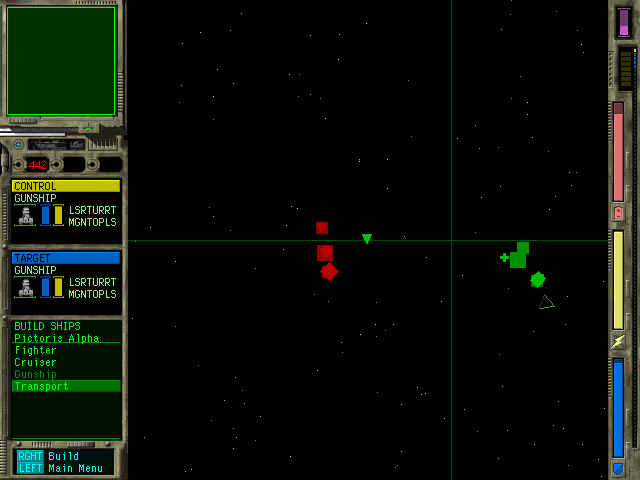 442
CONTROL
GUNSHIP
LSRTURRT
MGNTOPLS
TARGET
GUNSHIP
LSRTURRT
MGNTOPLS
BUILD SHIPS
Pictoris Alpha
Fighter
Cruiser
Gunship
Transport
RGHT Build
LEFT Main Menu